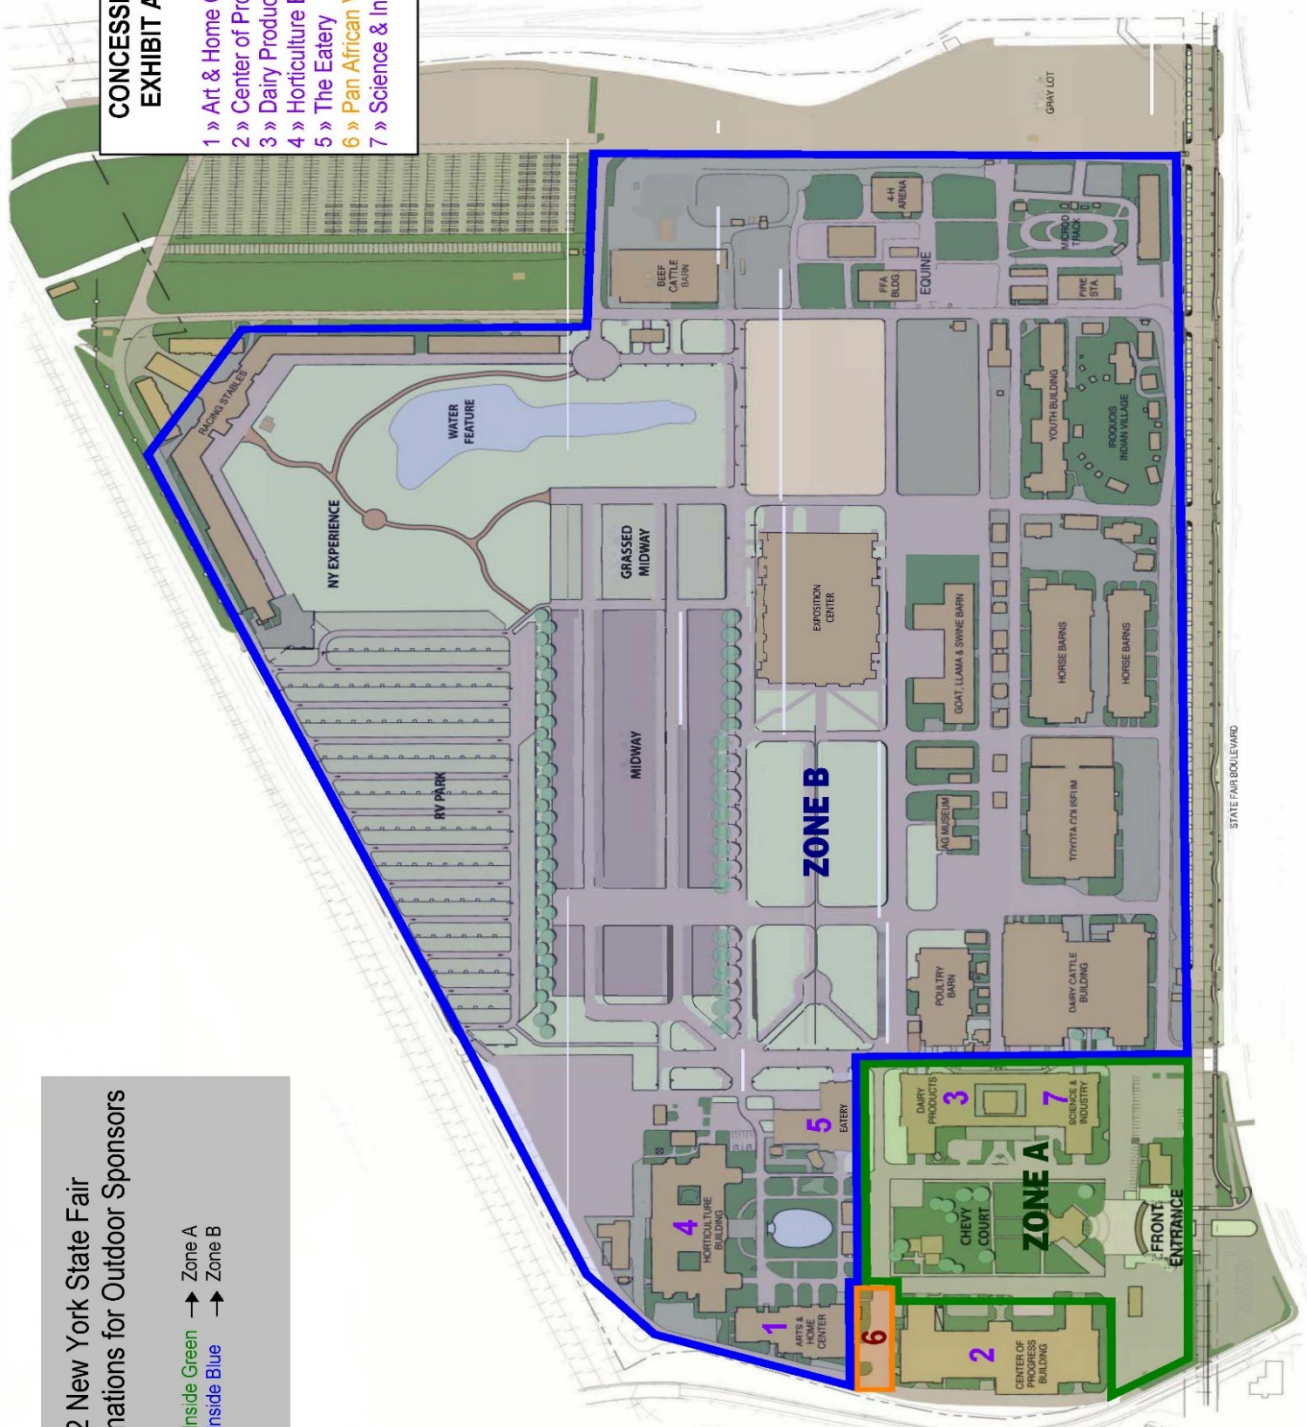 2 New York State Fair
nations for Outdoor Sponsors
nside Green → Zone A
nside Blue → Zone B
CONCESSI
EXHIBIT A
1 » Art & Home
2 » Center of Pro
3 » Dairy Produc
4 » Horticulture
5 » The Eatery
6 » Pan African
7 » Science & In
RACING STABLES
NY EXPERIENCE
WATER
FEATURE
RV PARK
GRASSED
MIDWAY
MIDWAY
BEEF
CATTLE
BARN
GRAY LOT
4-H
ARENA
FFA
BLDG
EQUINE
MICROD
TRACK
FIRE
STA.
YOUTH BUILDING
IROQUOIS
INDIAN VILLAGE
EXPOSITION
CENTER
GOAT, LLAMA & SWINE BARN
HORSE BARNS
HORSE BARNS
ZONE B
AG MUSEUM
TOYOTA COLISEUM
STATE FAIR BOULEVARD
POULTRY
BARN
DAIRY CATTLE
BUILDING
4
HORTICULTURE
BUILDING
5
EATERY
1
ARTS &
HOME
CENTER
6
2
CENTER OF
PROGRESS
BUILDING
DAIRY
PRODUCTS
3
7
SCIENCE &
INDUSTRY
CHEVY
COURT
ZONE A
FRONT
ENTRANCE